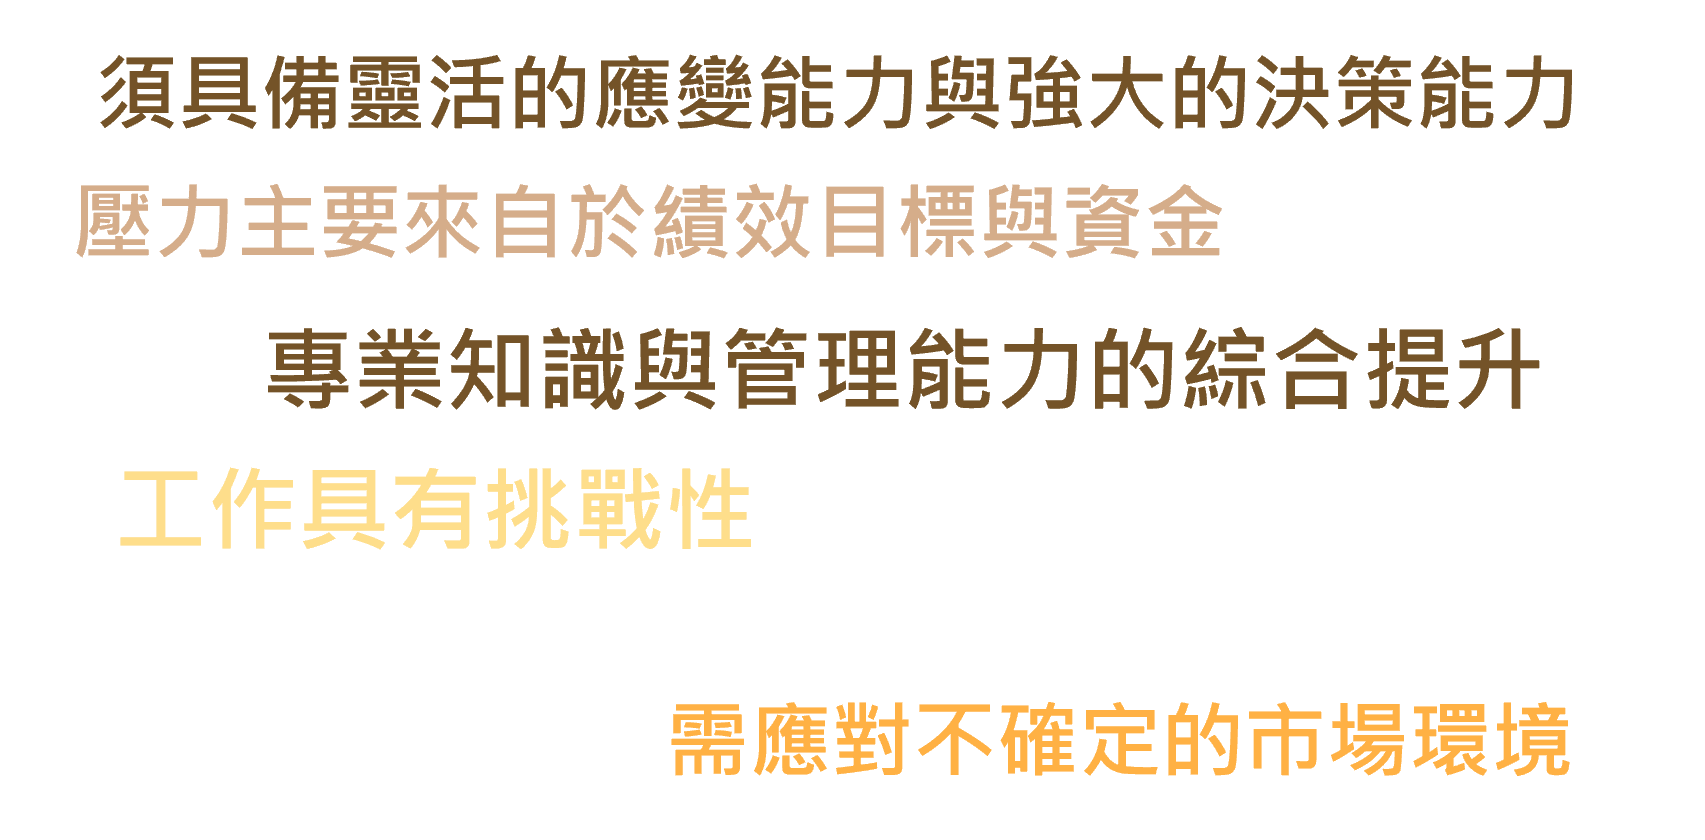 須具備靈活的應變能力與強大的決策能力
壓力主要來自於績效目標與資金
專業知識與管理能力的綜合提升
工作具有挑戰性
需應對不確定的市場環境